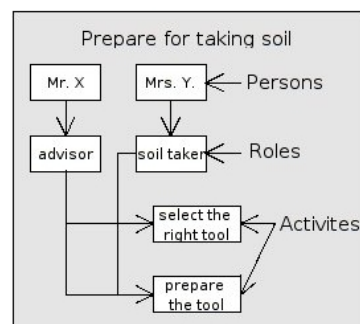 Prepare for taking soil
Mr. X
Mrs. Y.
Persons
advisor
soil taker
Roles
select the
right tool
Activites
prepare
the tool